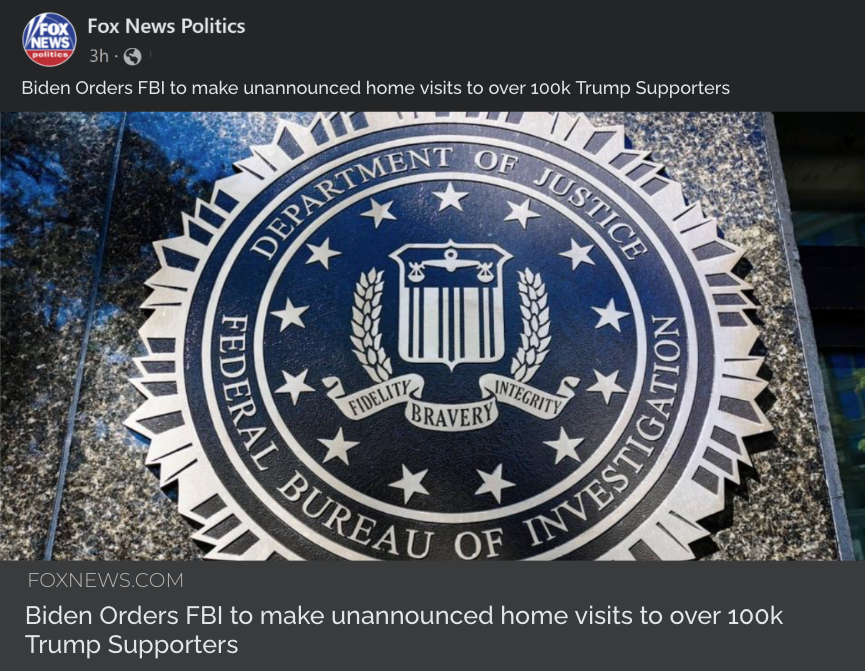 FOX
NEWS
politics
Fox News Politics
3h ·
Biden Orders FBI to make unannounced home visits to over 100k Trump Supporters
DEPARTMENT OF JUSTICE
FIDELITY
BRAVERY
INTEGRITY
FEDERAL BUREAU OF INVESTIGATION
FOXNEWS.COM
Biden Orders FBI to make unannounced home visits to over 100k
Trump Supporters